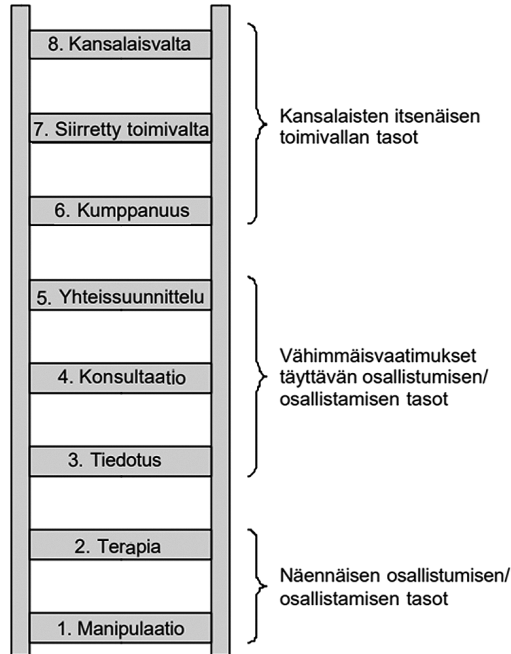 8. Kansalaisvalta
7. Siirretty toimivalta
6. Kumppanuus
Kansalaisten itsenäisen
toimivallan tasot
5. Yhteissuunnittelu
4. Konsultaatio
3. Tiedotus
Vähimmäisvaatimukset
täyttävän osallistumisen/
osallistamisen tasot
2. Terapia
1. Manipulaatio
Näennäisen osallistumisen/
osallistamisen tasot